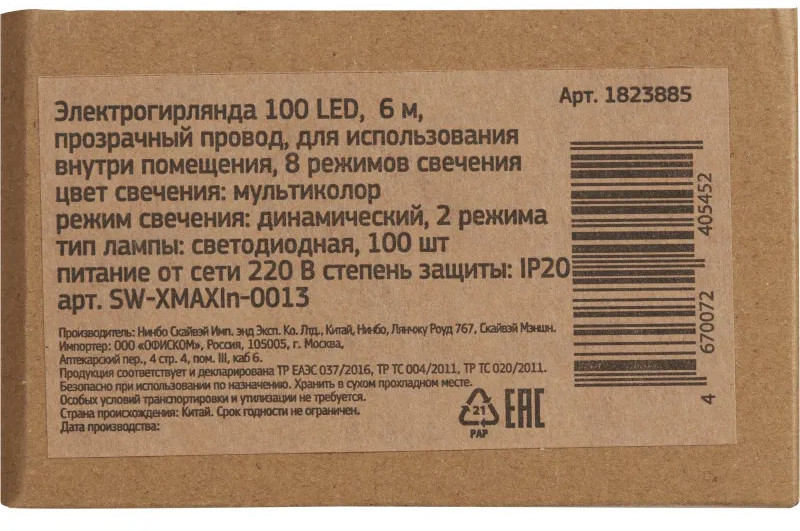 Электрогирлянда 100 LED, 6 м,
прозрачный провод, для использования
внутри помещения, 8 режимов свечения
цвет свечения: мультиколор
режим свечения: динамический, 2 режима
тип лампы: светодиодная, 100 шт
питание от сети 220 В степень защиты: IP20
арт. SW-XMAXIn-0013
Арт. 1823885
4 670072 405452
Производитель: Нинбо Скайвэй Имп. энд Эксп. Ко. Лтд., Китай, Нинбо, Лянчжу Роуд 767, Скайвэй Мэншн.
Импортер: ООО «ОФИСКОМ», Россия, 105005, г. Москва,
Аптекарский пер., 4 стр. 4, пом. III, каб 6.
Продукция соответствует и декларирована ТР ЕАЭС 037/2016, ТР ТС 004/2011, ТР ТС 020/2011.
Безопасно при использовании по назначению. Хранить в сухом прохладном месте.
Особых условий транспортировки и утилизации не требуется.
Страна происхождения: Китай. Срок годности не ограничен.
Дата производства:
21
PAP
EAC